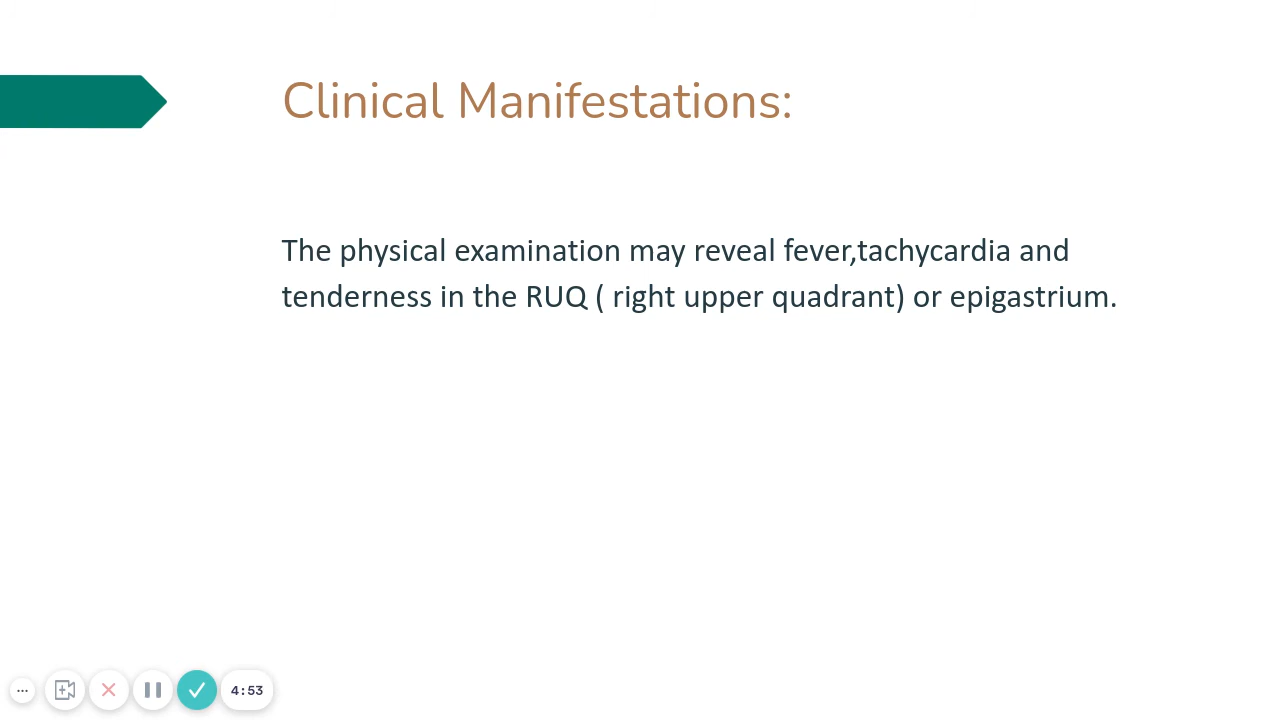 Clinical Manifestations:
The physical examination may reveal fever,tachycardia and
tenderness in the RUQ ( right upper quadrant) or epigastrium.
4:53